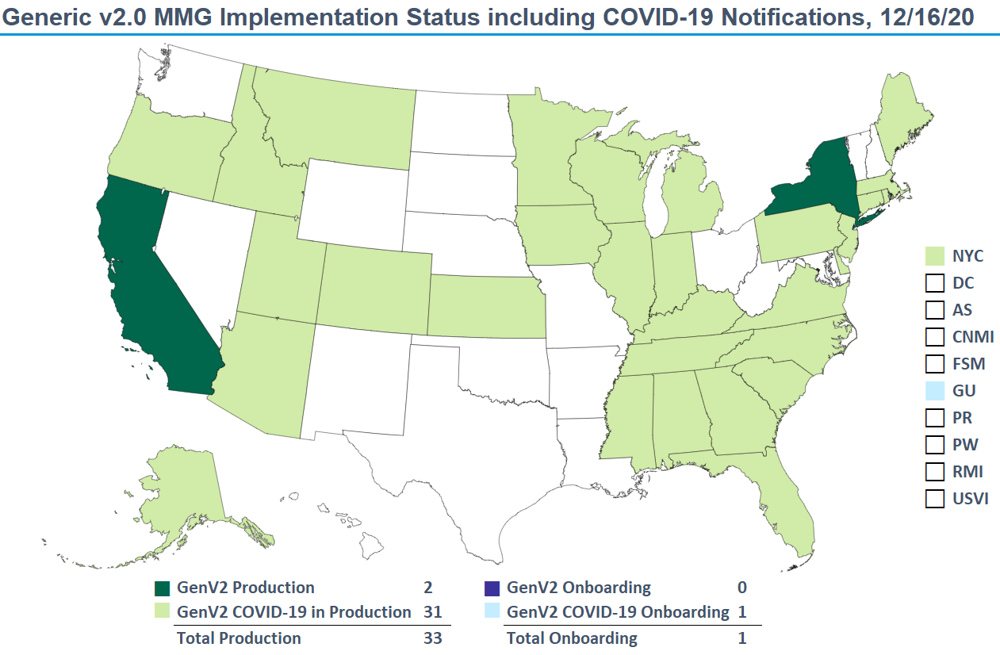 Generic v2.0 MMG Implementation Status including COVID-19 Notifications, 12/16/20
NYC
DC
AS
CNMI
FSM
GU
PR
PW
RMI
USVI
GenV2 Production 2
GenV2 COVID-19 in Production 31
Total Production 33
GenV2 Onboarding 0
GenV2 COVID-19 Onboarding 1
Total Onboarding 1